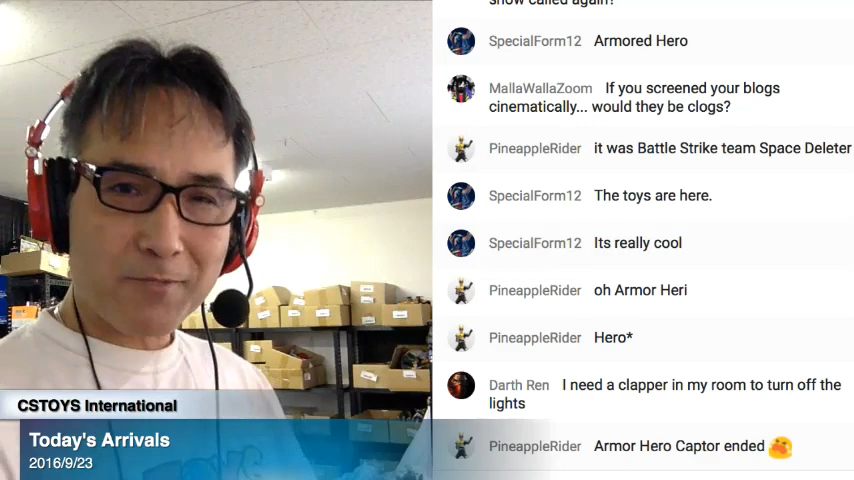 show called again?
SpecialForm12 Armored Hero
MallaWallaZoom If you screened your blogs
cinematically... would they be clogs?
PineappleRider it was Battle Strike team Space Deleter
SpecialForm12 The toys are here.
SpecialForm12 Its really cool
PineappleRider oh Armor Heri
PineappleRider Hero*
Darth Ren I need a clapper in my room to turn off the
lights
PineappleRider Armor Hero Captor ended
CSTOYS International
Today's Arrivals
2016/9/23